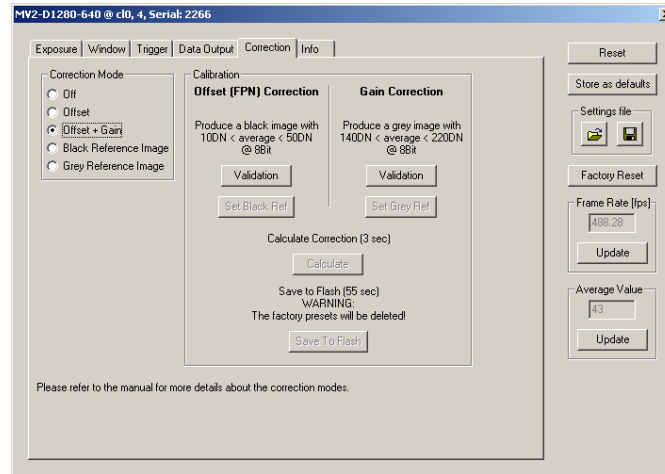 MV2-D1280-640 @ cl0, 4, Serial: 2266
Exposure Window Trigger Data Output Correction Info
Correction Mode
Off
Offset
Offset + Gain
Black Reference Image
Grey Reference Image
Calibration
Offset (FPN) Correction
Produce a black image with
10DN < average < 50DN
@ 8Bit
Validation
Set Black Ref
Gain Correction
Produce a grey image with
140DN < average < 220DN
@ 8Bit
Validation
Set Grey Ref
Calculate Correction (3 sec)
Calculate
Save to Flash (55 sec)
WARNING:
The factory presets will be deleted!
Save To Flash
Please refer to the manual for more details about the correction modes.
Reset
Store as defaults
Settings file
Factory Reset
Frame Rate [fps]
488.28
Update
Average Value
43
Update